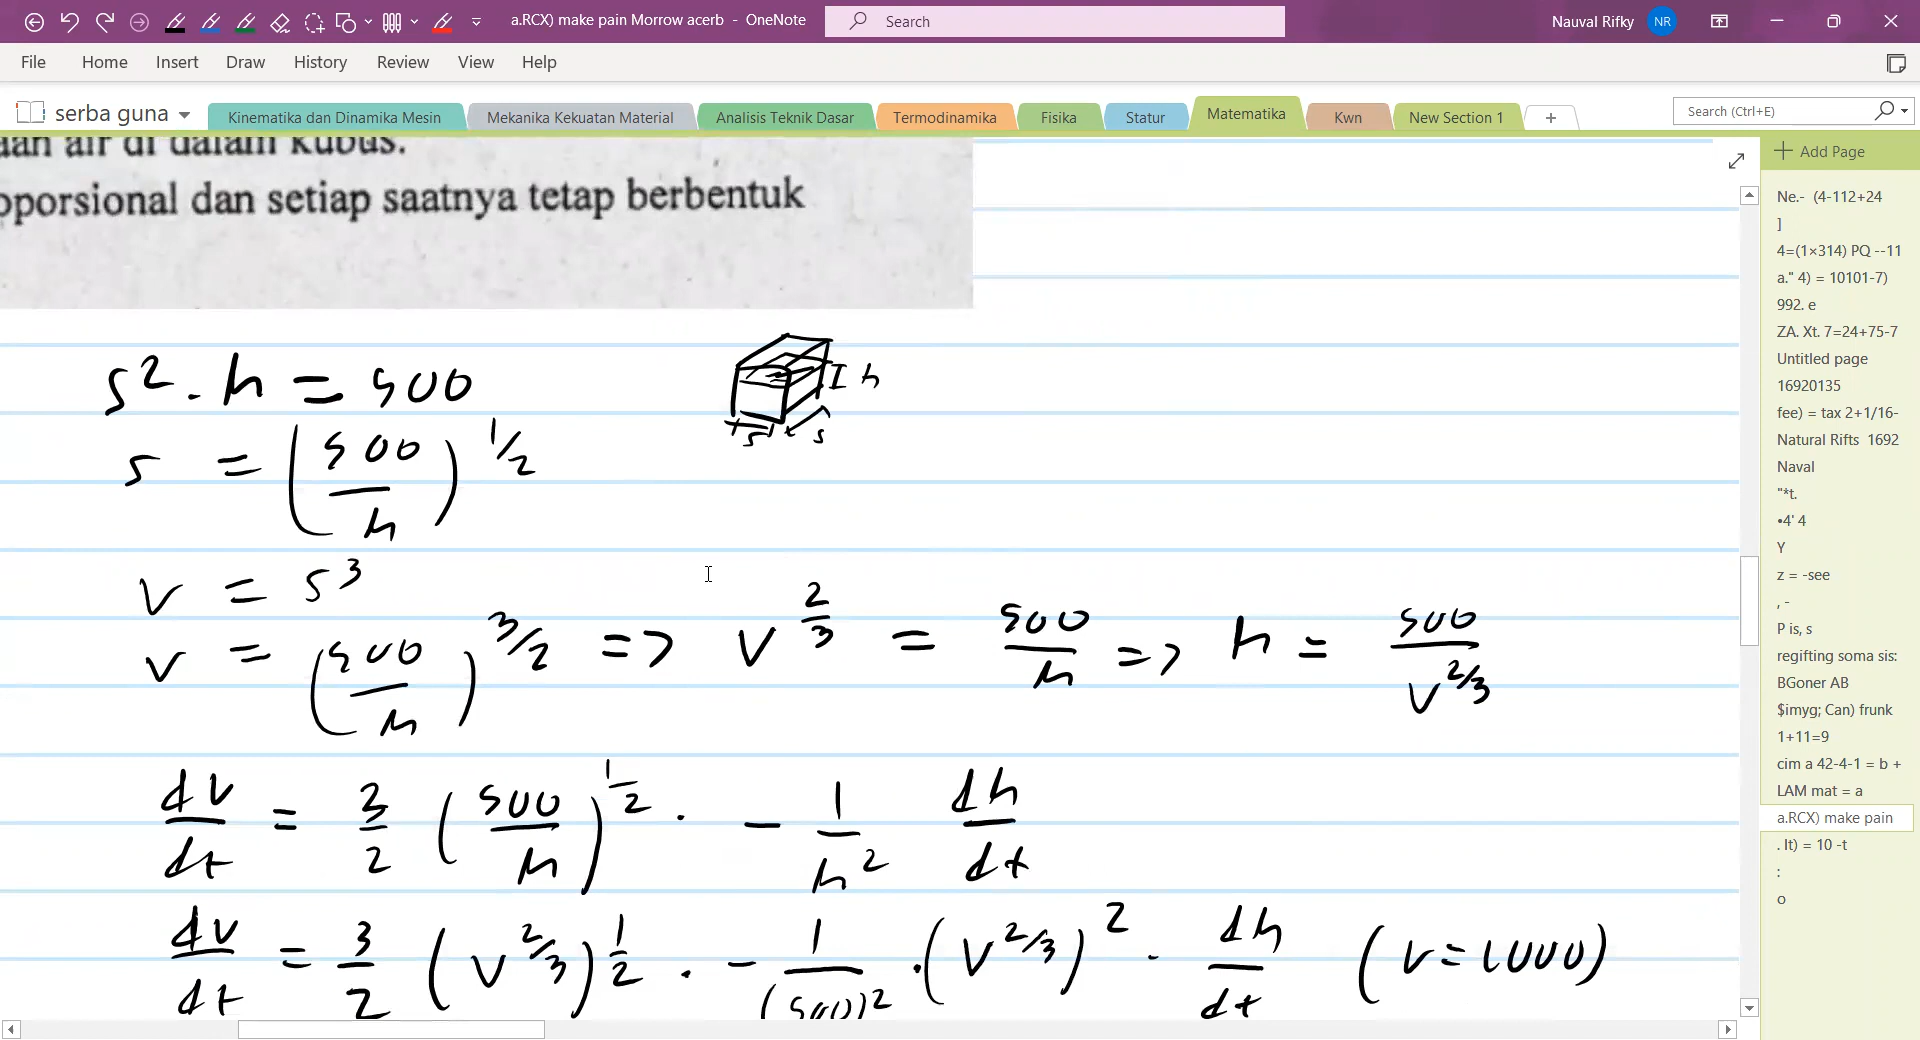 a.RCX) make pain Morrow acerb - OneNote
Search
Nauval Rifky NR
File Home Insert Draw History Review View Help
serba guna
Kinematika dan Dinamika Mesin
Mekanika Kekuatan Material
Analisis Teknik Dasar
Termodinamika
Fisika
Statur
Matematika
Kwn
New Section 1
+
Search (Ctrl+E)
air di dalam kubus.
oporsional dan setiap saatnya tetap berbentuk
s² . h = 500
s = (500/h)^1/2
h
s s
v = s³
v = (500/h)^3/2 => v^2/3 = 500/h => h = 500/v^2/3
dv/dt = 3/2 (500/h)^1/2 . - 1/h² dh/dt
dv/dt = 3/2 (v^2/3)^1/2 . - 1/(500)² . (v^2/3)² . dh/dt (v = 1000)
+ Add Page
Ne.- (4-112+24
]
4=(1×314) PQ --11
a." 4) = 10101-7)
992. e
ZA. Xt. 7=24+75-7
Untitled page
16920135
fee) = tax 2+1/16-
Natural Rifts 1692
Naval
"*t.
•4' 4
Y
z = -see
, -
P is, s
regifting soma sis:
BGoner AB
$imyg; Can) frunk
1+11=9
cim a 42-4-1 = b +
LAM mat = a
a.RCX) make pain
. It) = 10 -t
:
o